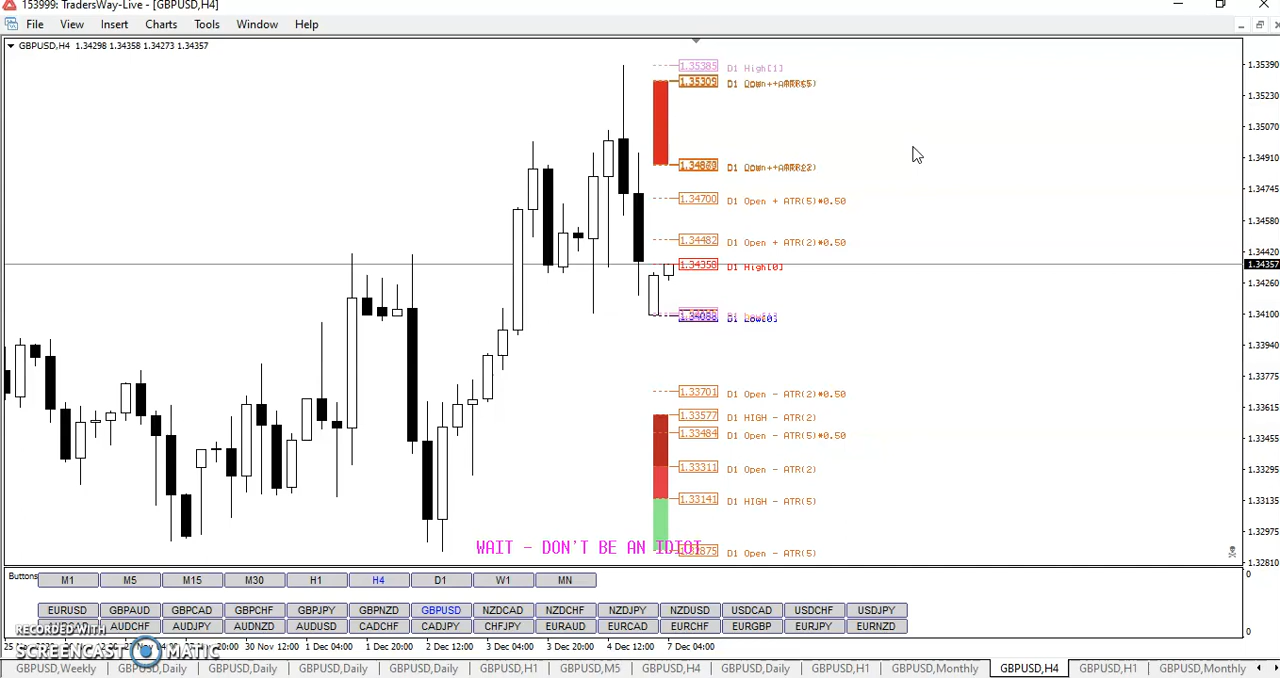 153999: TradersWay-Live - [GBPUSD,H4]
File View Insert Charts Tools Window Help
GBPUSD,H4 1.34298 1.34358 1.34273 1.34357
1.35385 D1 High[1]
1.35305
1.34700 D1 Open + ATR(5)*0.50
1.34482 D1 Open + ATR(2)*0.50
1.34358 D1 High[0]
D1 Low[0]
1.33701 D1 Open - ATR(2)*0.50
1.33577 D1 HIGH - ATR(2)
1.33484 D1 Open - ATR(5)*0.50
1.33311 D1 Open - ATR(2)
1.33141 D1 HIGH - ATR(5)
D1 Open - ATR(5)
WAIT - DON'T BE AN IDIOT
1.35390
1.35230
1.35070
1.34910
1.34745
1.34580
1.34420
1.34357
1.34260
1.34100
1.33940
1.33775
1.33615
1.33455
1.33295
1.33135
1.32975
1.32810
0
0
Buttons M1 M5 M15 M30 H1 H4 D1 W1 MN
EURUSD GBPAUD GBPCAD GBPCHF GBPJPY GBPNZD GBPUSD NZDCAD NZDCHF NZDJPY NZDUSD USDCAD USDCHF USDJPY
AUDCHF AUDJPY AUDNZD AUDUSD CADCHF CADJPY CHFJPY EURAUD EURCAD EURCHF EURGBP EURJPY EURNZD
RECORDED WITH
SCREENCAST MATIC
30 Nov 12:00 1 Dec 04:00 1 Dec 20:00 2 Dec 12:00 3 Dec 04:00 3 Dec 20:00 4 Dec 12:00 7 Dec 04:00
GBPUSD,Weekly GBPUSD,Daily GBPUSD,Daily GBPUSD,Daily GBPUSD,Daily GBPUSD,H1 GBPUSD,M5 GBPUSD,H4 GBPUSD,Daily GBPUSD,H1 GBPUSD,Monthly GBPUSD,H4 GBPUSD,H1 GBPUSD,Monthly